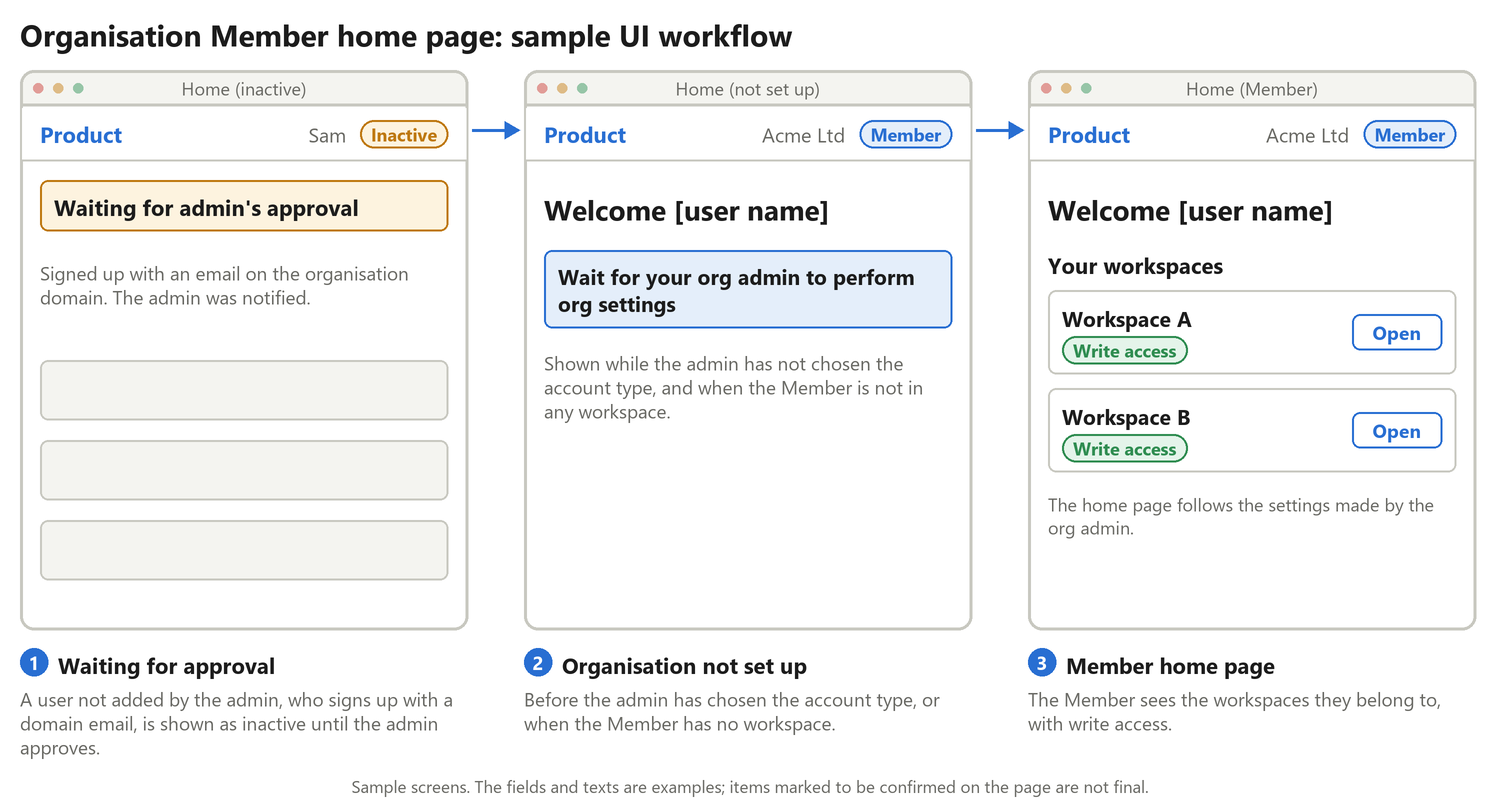 Organisation Member home page: sample UI workflow
Home (inactive)
Product
Sam
Inactive
Waiting for admin's approval
Signed up with an email on the organisation
domain. The admin was notified.
1 Waiting for approval
A user not added by the admin, who signs up with a
domain email, is shown as inactive until the admin
approves.
Home (not set up)
Product
Acme Ltd
Member
Welcome [user name]
Wait for your org admin to perform
org settings
Shown while the admin has not chosen the
account type, and when the Member is not in
any workspace.
2 Organisation not set up
Before the admin has chosen the account type, or
when the Member has no workspace.
Home (Member)
Product
Acme Ltd
Member
Welcome [user name]
Your workspaces
Workspace A
Write access
Open
Workspace B
Write access
Open
The home page follows the settings made by the
org admin.
3 Member home page
The Member sees the workspaces they belong to,
with write access.
Sample screens. The fields and texts are examples; items marked to be confirmed on the page are not final.